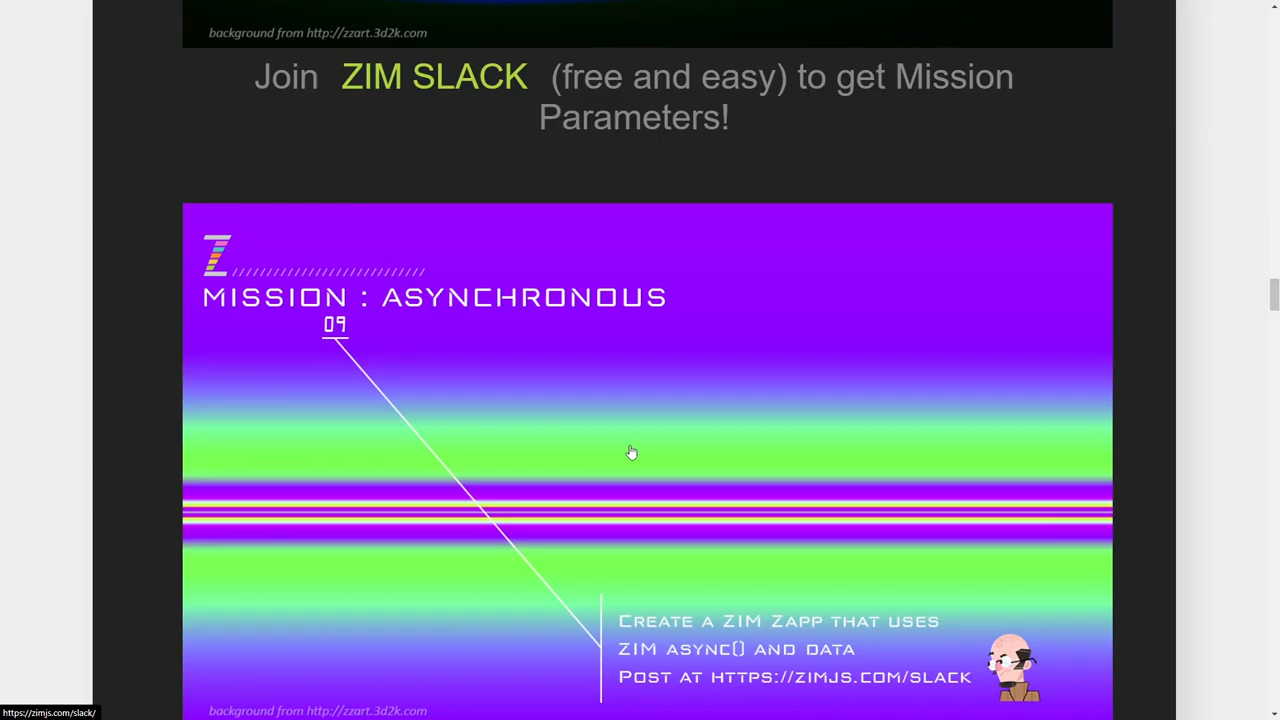 background from http://zzart.3d2k.com
Join ZIM SLACK (free and easy) to get Mission
Parameters!
Z
///////////////////////////
MISSION : ASYNCHRONOUS
09
CREATE A ZIM ZAPP THAT USES
ZIM ASYNC() AND DATA
POST AT HTTPS://ZIMJS.COM/SLACK
background from http://zzart.3d2k.com
https://zimjs.com/slack/